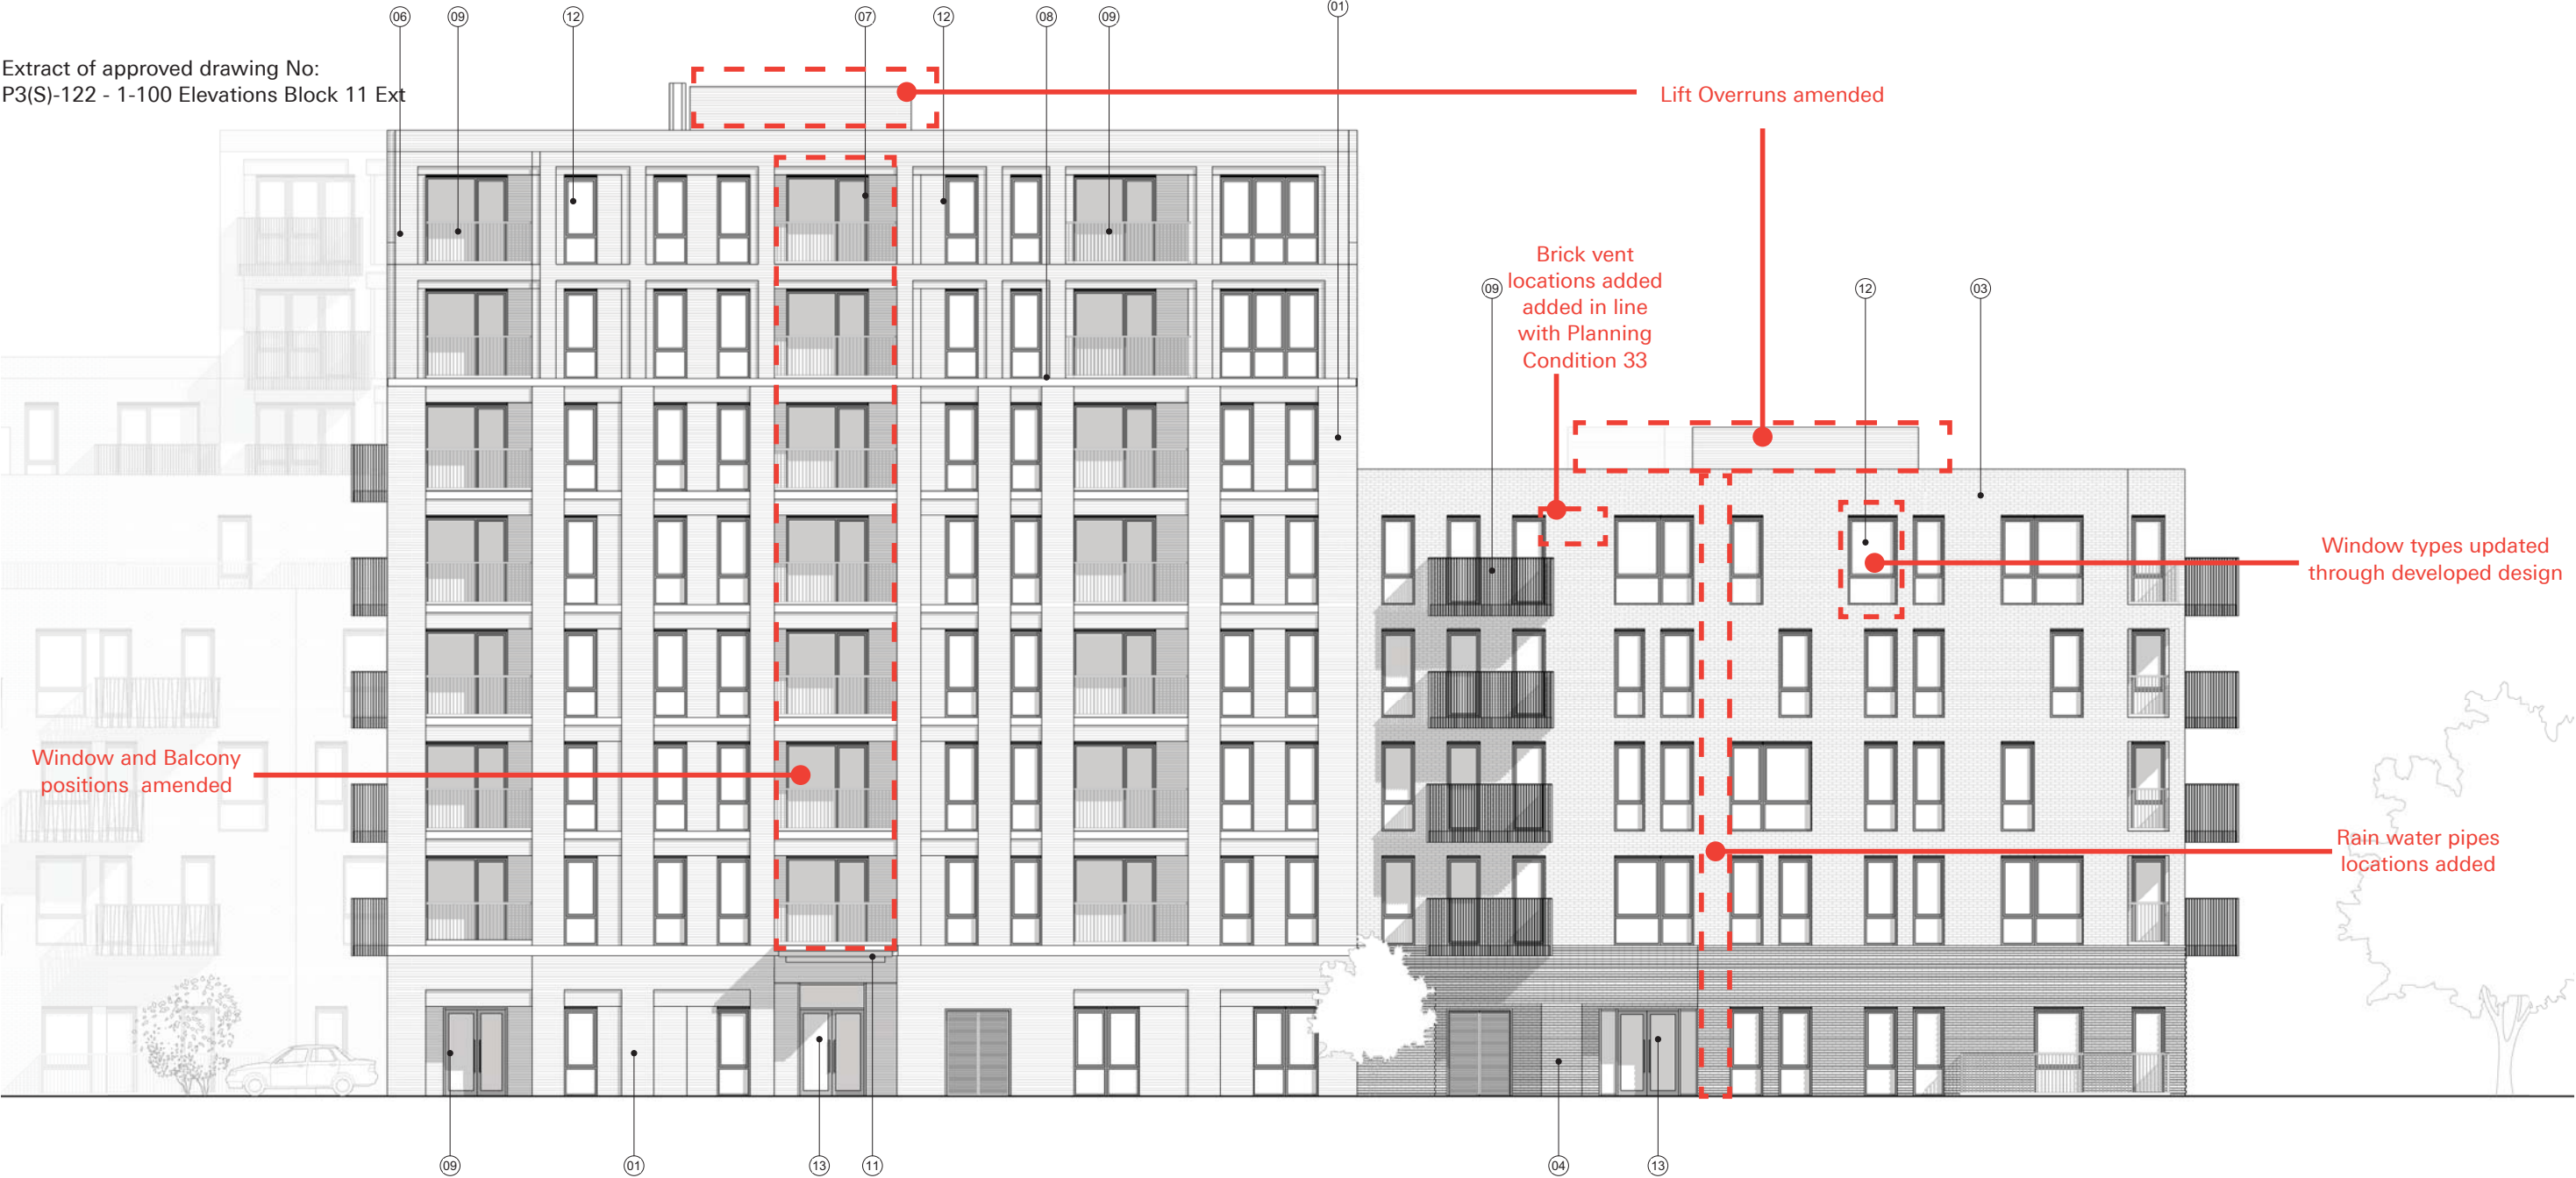 06
09
12
07
12
08
09
01
Extract of approved drawing No:
P3(S)-122 - 1-100 Elevations Block 11 Ext
Lift Overruns amended
Brick vent
locations added
added in line
with Planning
Condition 33
09
12
03
Window types updated
through developed design
Window and Balcony
positions amended
Rain water pipes
locations added
09
01
13
11
04
13